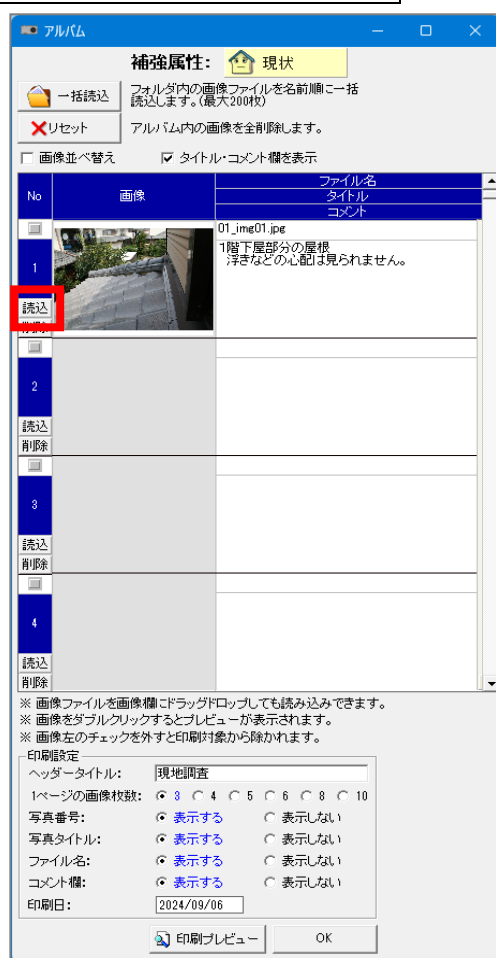 アルバム
補強属性: 現状
一括読込 フォルダ内の画像ファイルを名前順に一括
読込します。(最大200枚)
リセット アルバム内の画像を全削除します。
画像並べ替え タイトル・コメント欄を表示
No 画像 ファイル名
タイトル
コメント
01_img01.jpg
1 1階下屋部分の屋根
浮きなどの心配は見られません。
読込
削除
2
読込
削除
3
読込
削除
4
読込
削除
※ 画像ファイルを画像欄にドラッグドロップしても読み込みできます。
※ 画像をダブルクリックするとプレビューが表示されます。
※ 画像左のチェックを外すと印刷対象から除かれます。
印刷設定
ヘッダータイトル: 現地調査
1ページの画像枚数: 3 4 5 6 8 10
写真番号: 表示する 表示しない
写真タイトル: 表示する 表示しない
ファイル名: 表示する 表示しない
コメント欄: 表示する 表示しない
印刷日: 2024/09/06
印刷プレビュー OK